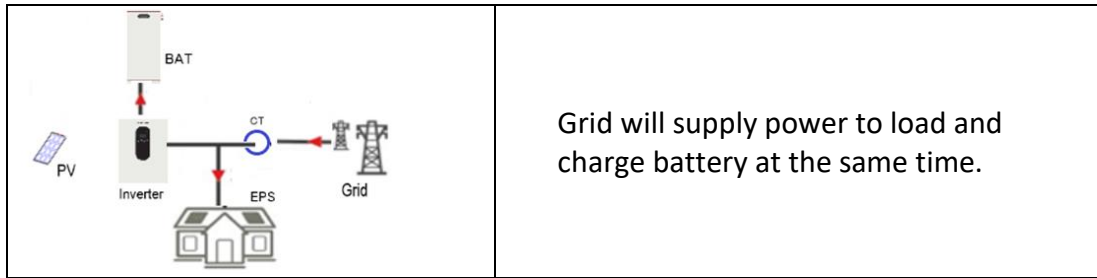 BAT
CT
PV
Inverter
EPS
Grid
Grid will supply power to load and
charge battery at the same time.